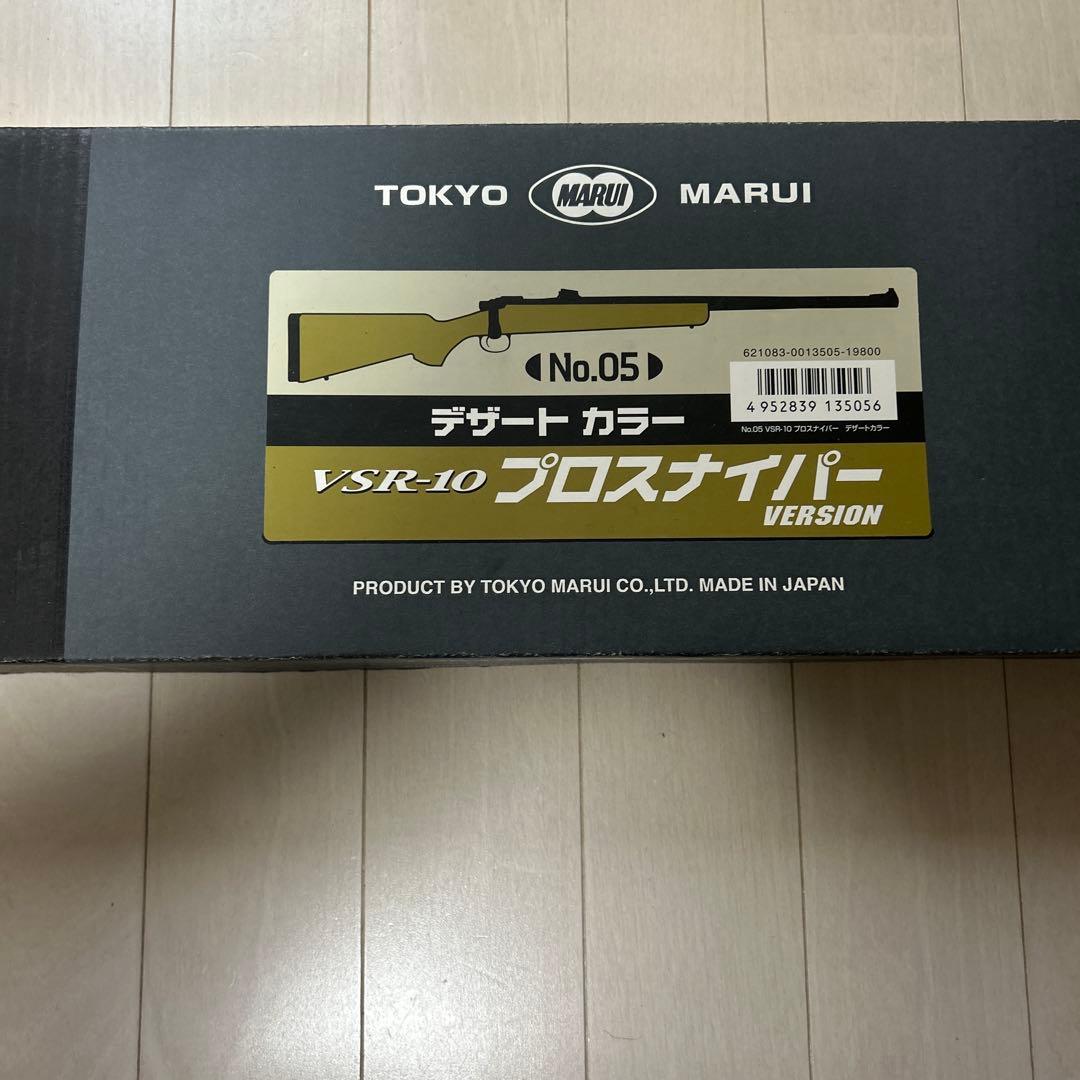 TOKYO MARUI MARUI
No.05
621083-0013505-19800
4 952839 135056
No.05 VSR-10 プロスナイパー デザートカラー
デザート カラー
VSR-10 プロスナイパー
VERSION
PRODUCT BY TOKYO MARUI CO.,LTD. MADE IN JAPAN